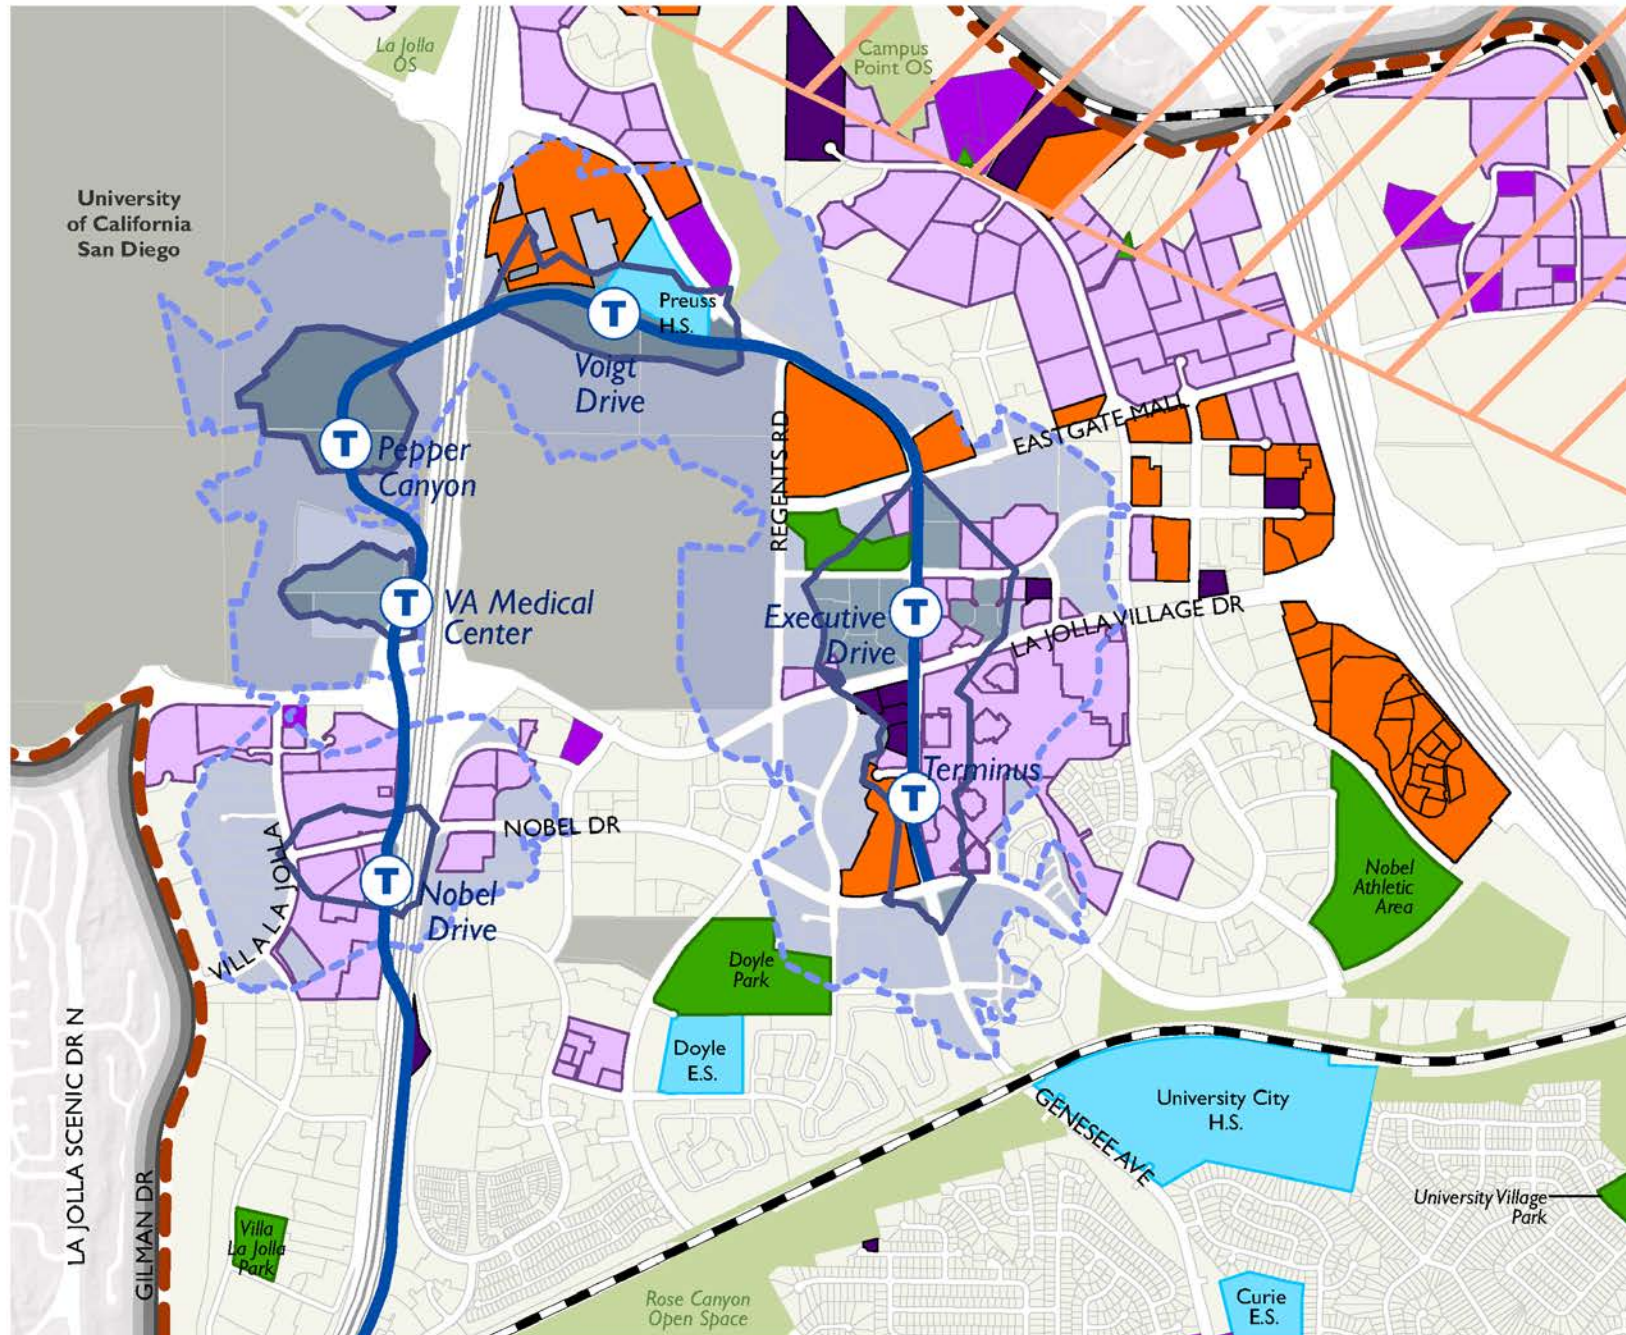 La Jolla
OS
Campus
Point OS
University
of California
San Diego
Preuss
H.S.
T
Voigt
Drive
T
Pepper
Canyon
REGENTS RD
EASTGATE MALL
T
VA Medical
Center
T
Executive
Drive
LA JOLLA VILLAGE DR
T
Terminus
NOBEL DR
VILLA LA JOLLA
T
Nobel
Drive
Nobel
Athletic
Area
Doyle
Park
Doyle
E.S.
University City
H.S.
GENESEE AVE
LA JOLLA SCENIC DR N
GILMAN DR
Villa
La Jolla
Park
University Village
Park
Rose Canyon
Open Space
Curie
E.S.